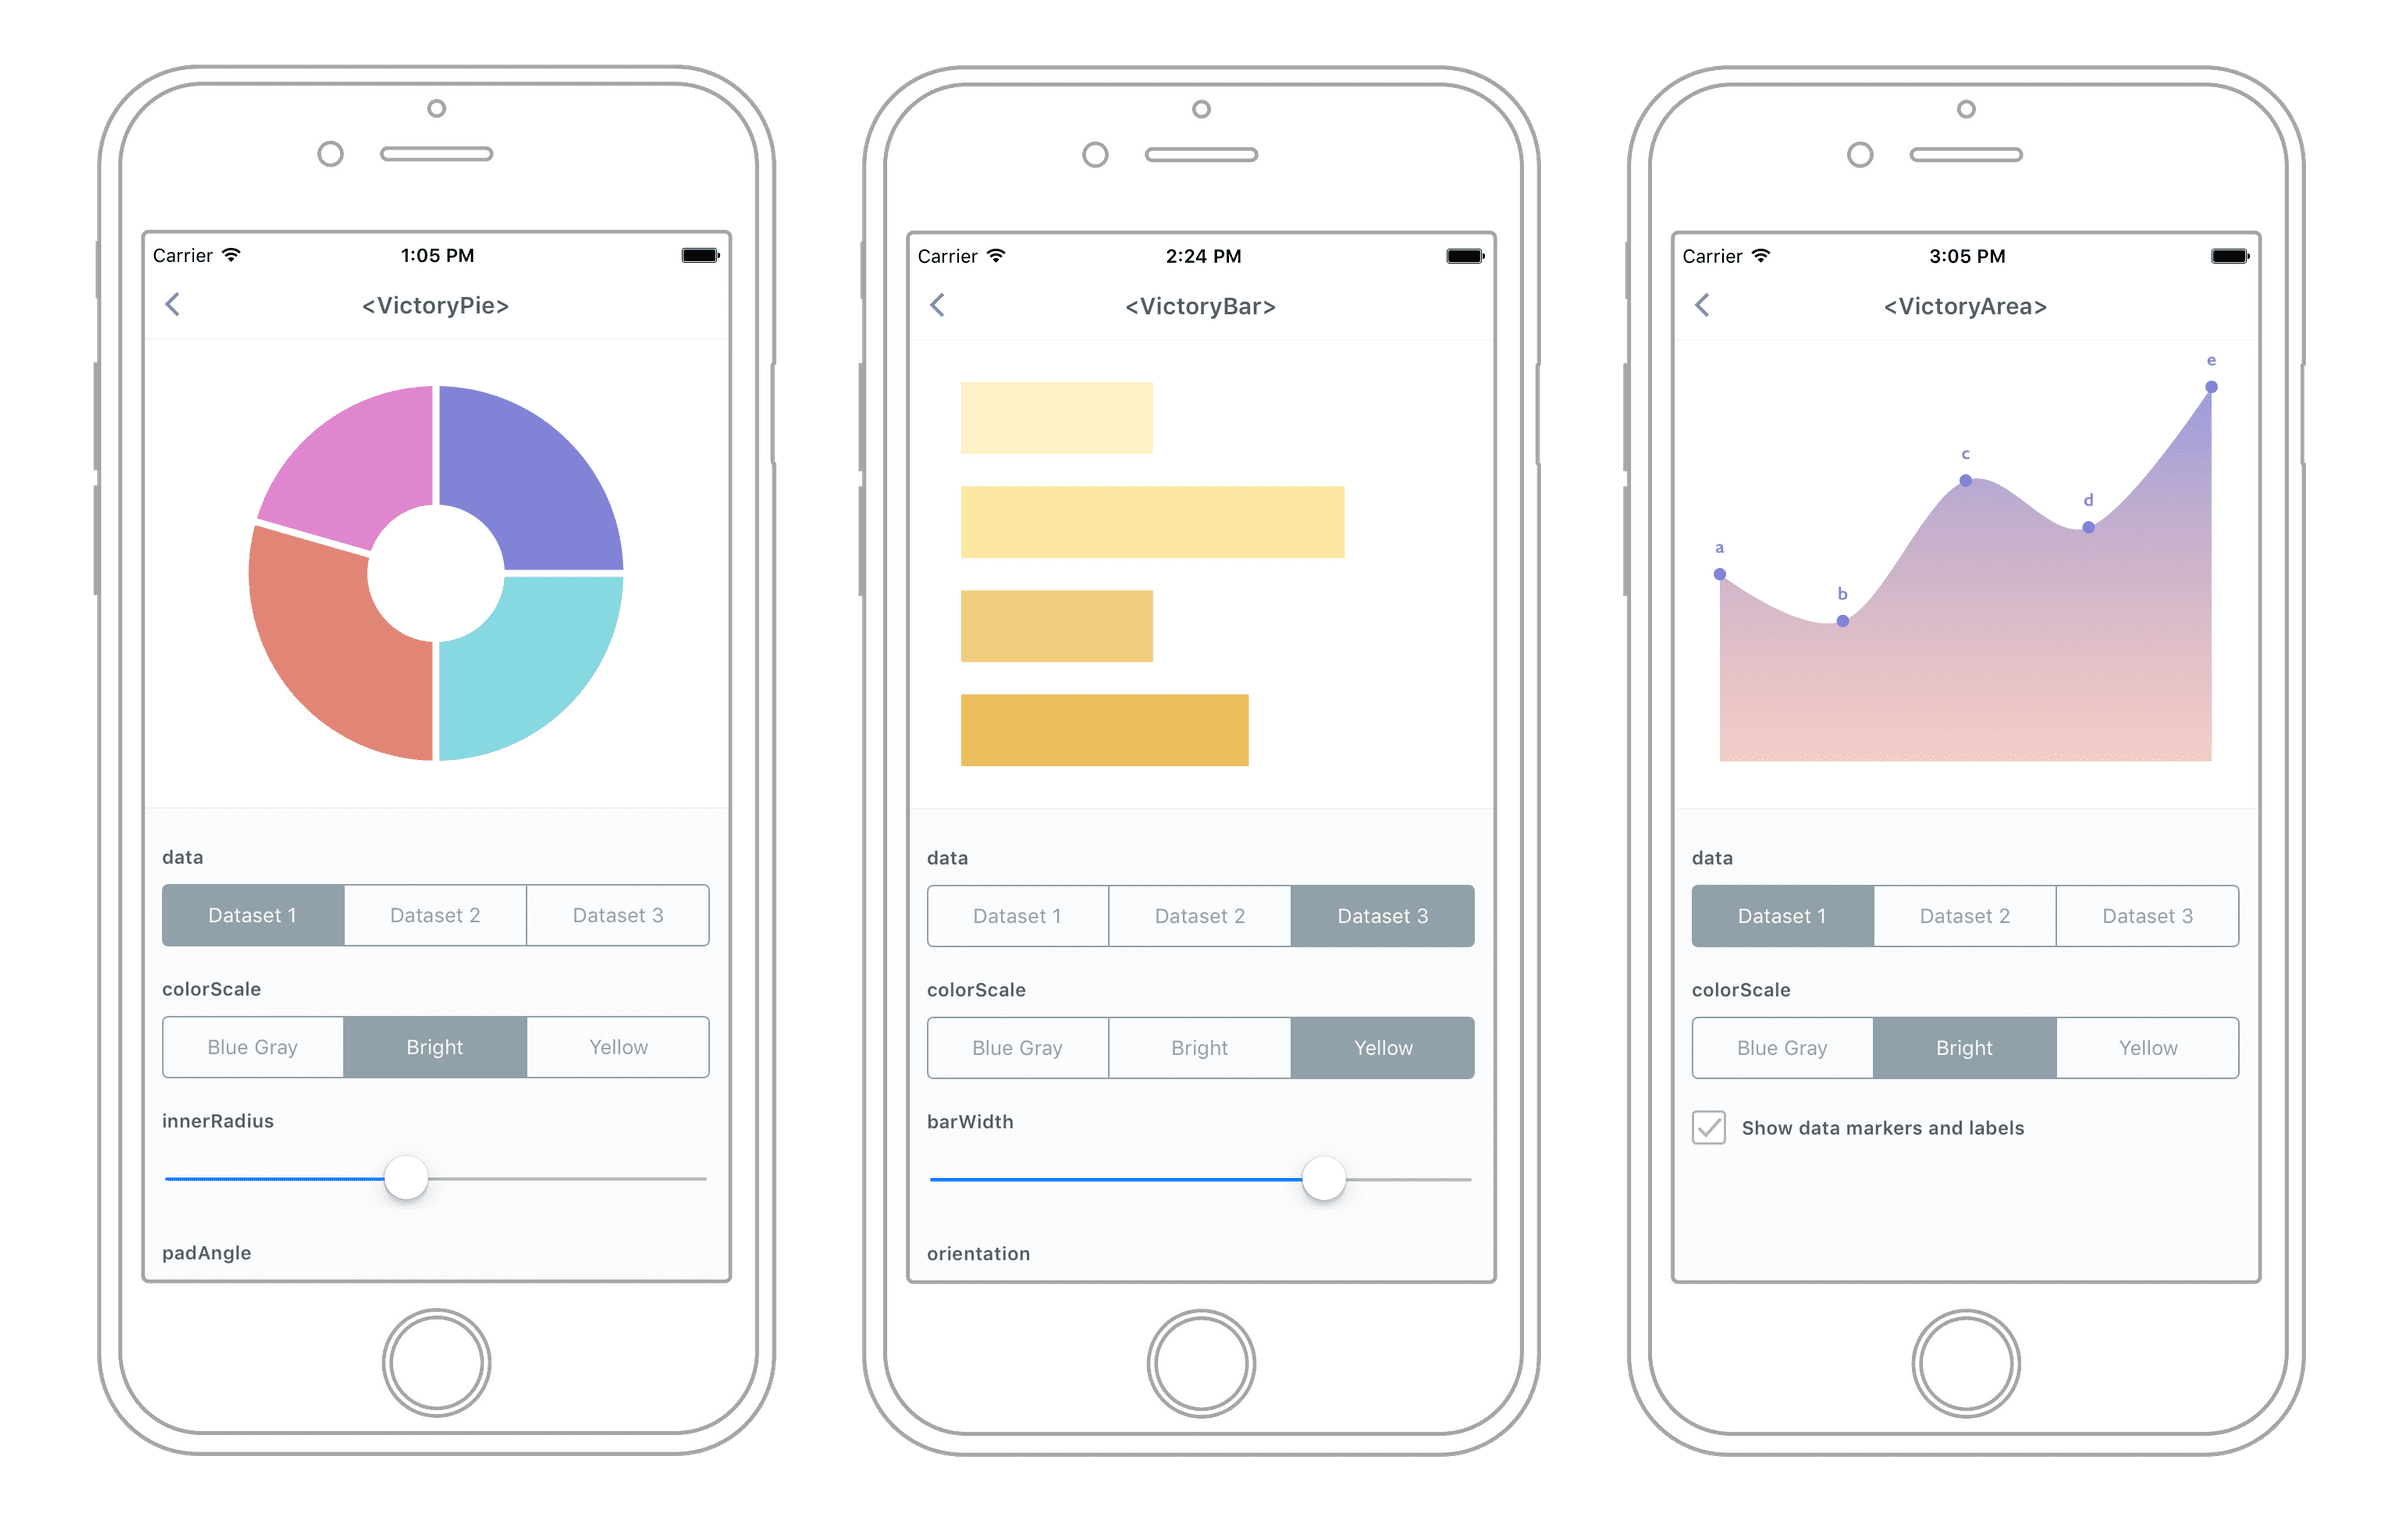 Carrier 1:05 PM
<VictoryPie>
data
Dataset 1 Dataset 2 Dataset 3
colorScale
Blue Gray Bright Yellow
innerRadius
padAngle
Carrier 2:24 PM
<VictoryBar>
data
Dataset 1 Dataset 2 Dataset 3
colorScale
Blue Gray Bright Yellow
barWidth
orientation
Carrier 3:05 PM
<VictoryArea>
e
c
d
a
b
data
Dataset 1 Dataset 2 Dataset 3
colorScale
Blue Gray Bright Yellow
Show data markers and labels